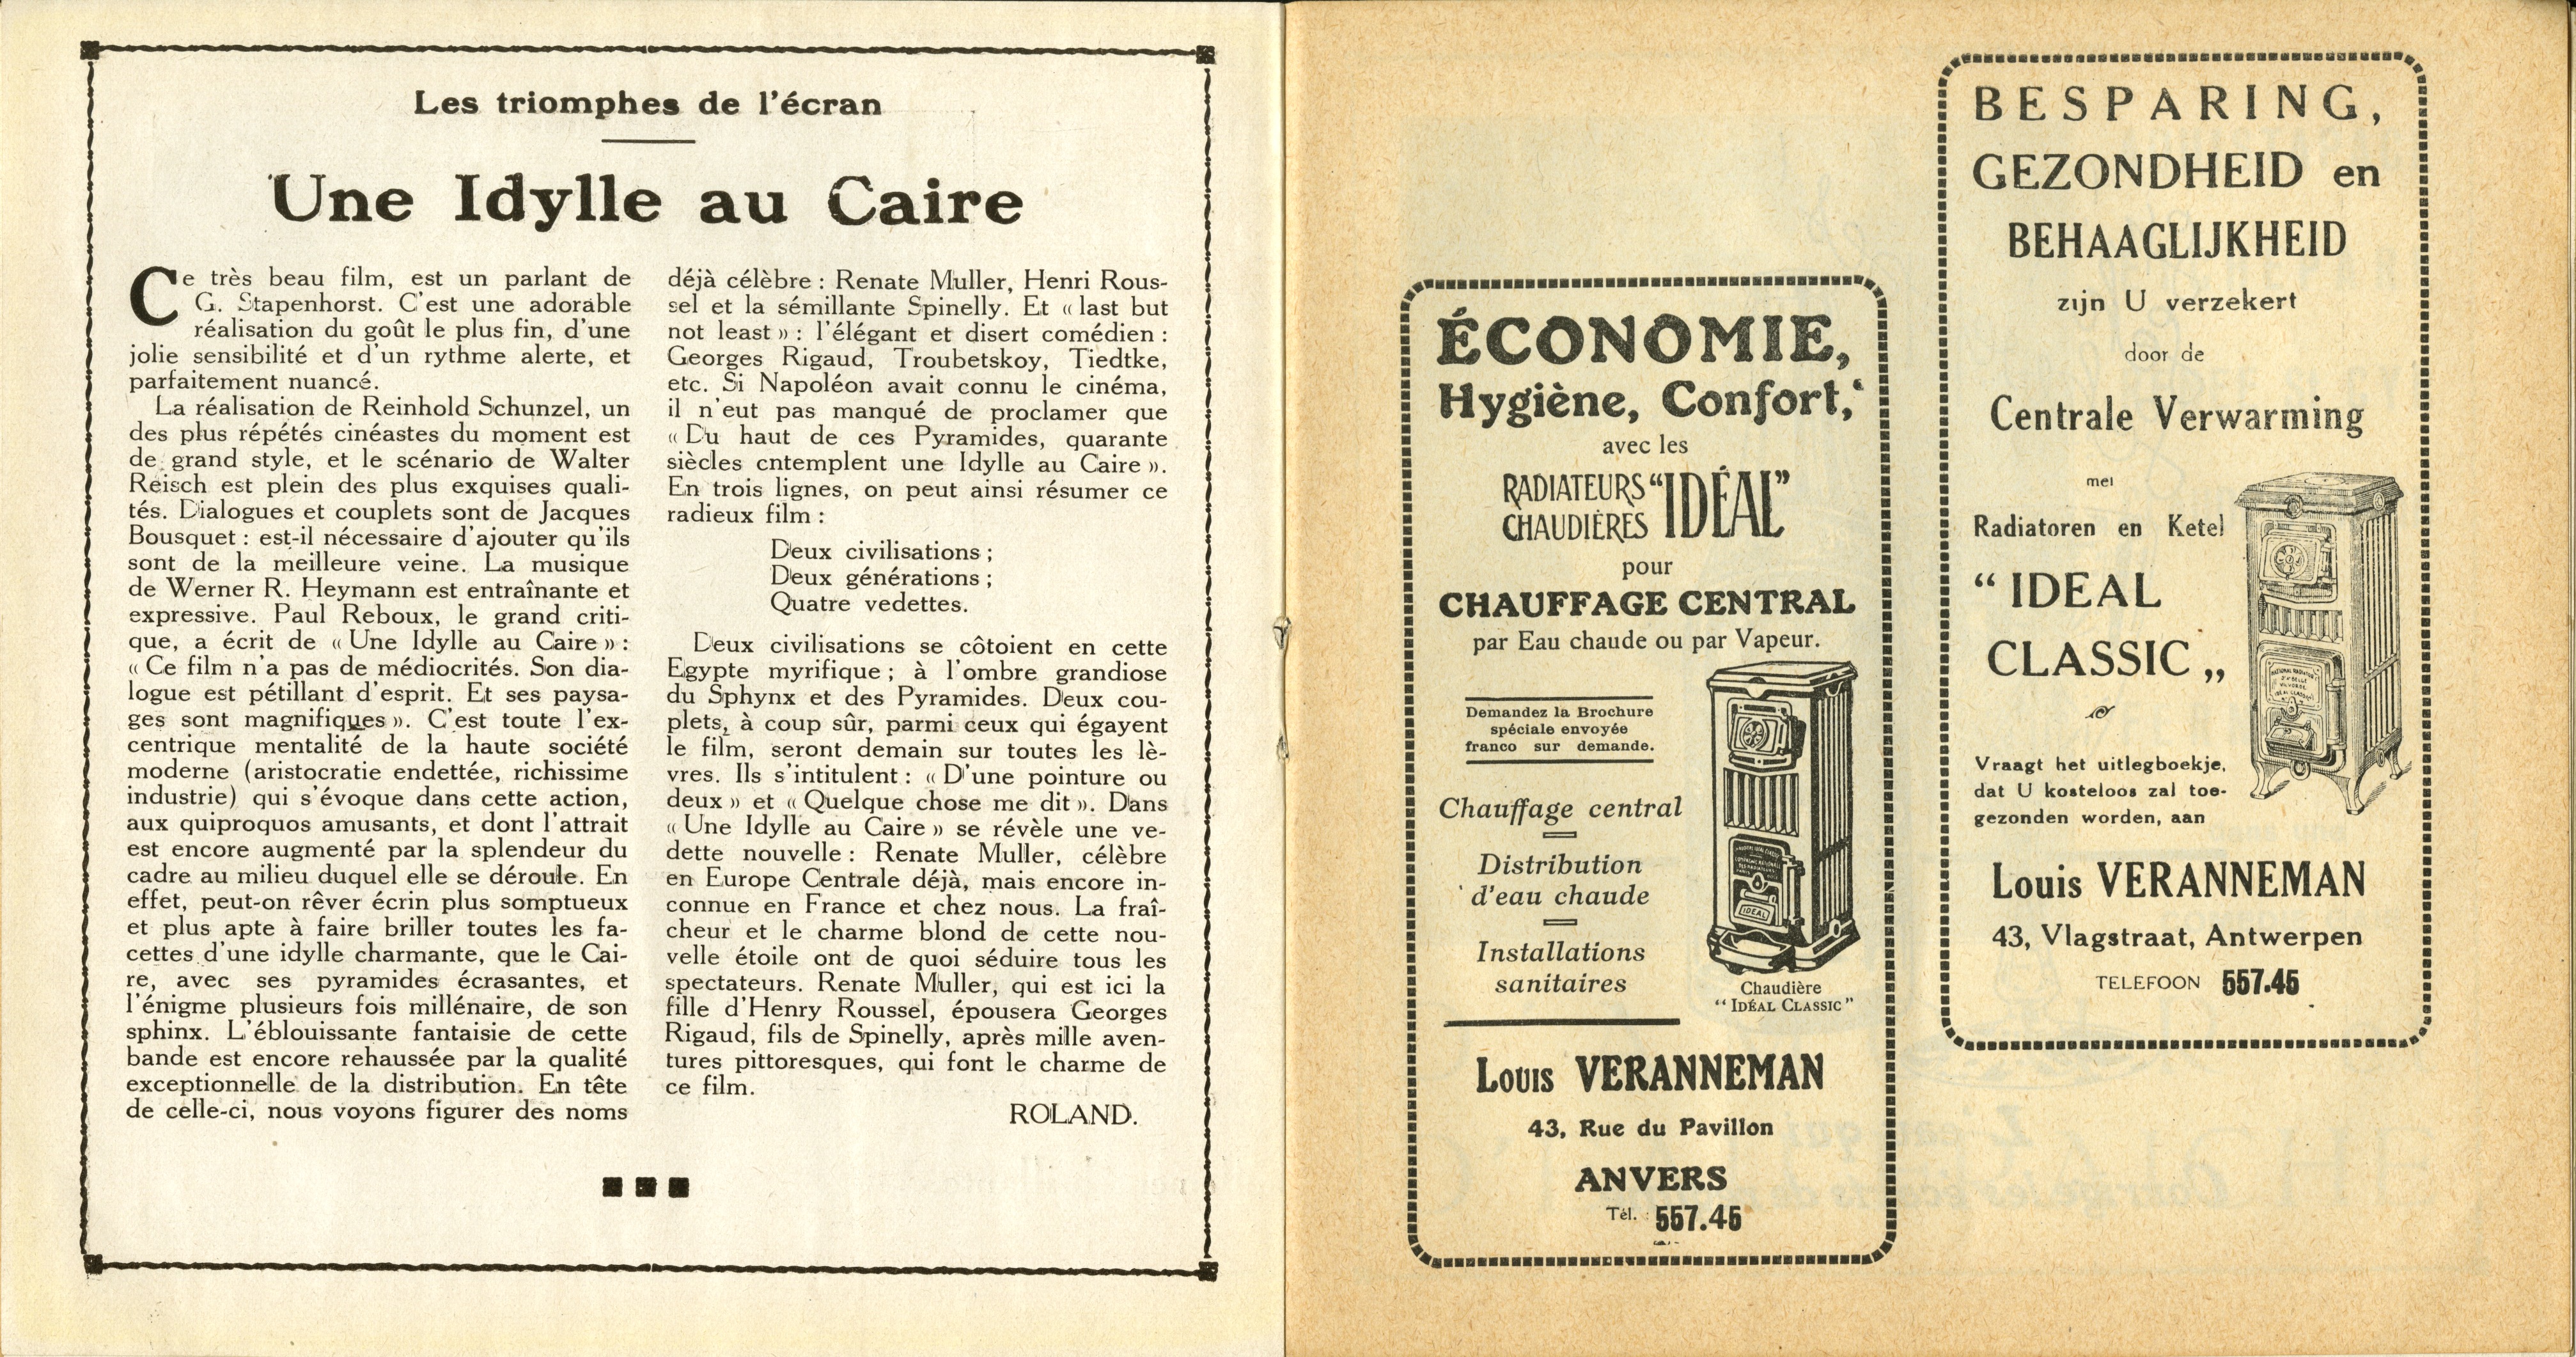 Les triomphes de l'écran
Une Idylle au Caire
Ce très beau film, est un parlant de
G. Stapenhorst. C'est une adorable
réalisation du goût le plus fin, d'une
jolie sensibilité et d'un rythme alerte, et
parfaitement nuancé.
La réalisation de Reinhold Schunzel, un
des plus répétés cinéastes du moment est
de grand style, et le scénario de Walter
Reisch est plein des plus exquises quali-
tés. Dialogues et couplets sont de Jacques
Bousquet : est-il nécessaire d'ajouter qu'ils
sont de la meilleure veine. La musique
de Werner R. Heymann est entraînante et
expressive. Paul Reboux, le grand criti-
que, a écrit de « Une Idylle au Caire » :
« Ce film n'a pas de médiocrités. Son dia-
logue est pétillant d'esprit. Et ses paysa-
ges sont magnifiques ». C'est toute l'ex-
centrique mentalité de la haute société
moderne (aristocratie endettée, richissime
industrie) qui s'évoque dans cette action,
aux quiproquos amusants, et dont l'attrait
est encore augmenté par la splendeur du
cadre au milieu duquel elle se déroule. En
effet, peut-on rêver écrin plus somptueux
et plus apte à faire briller toutes les fa-
cettes d'une idylle charmante, que le Cai-
re, avec ses pyramides écrasantes, et
l'énigme plusieurs fois millénaire, de son
sphinx. L'éblouissante fantaisie de cette
bande est encore rehaussée par la qualité
exceptionnelle de la distribution. En tête
de celle-ci, nous voyons figurer des noms
déjà célèbre : Renate Muller, Henri Rous-
sel et la sémillante Spinelly. Et « last but
not least » : l'élégant et disert comédien :
Georges Rigaud, Troubetskoy, Tiedtke,
etc. Si Napoléon avait connu le cinéma,
il n'eut pas manqué de proclamer que
« Du haut de ces Pyramides, quarante
siècles cntemplent une Idylle au Caire ».
En trois lignes, on peut ainsi résumer ce
radieux film :
Deux civilisations ;
Deux générations ;
Quatre vedettes.
Deux civilisations se côtoient en cette
Egypte myrifique ; à l'ombre grandiose
du Sphynx et des Pyramides. Deux cou-
plets, à coup sûr, parmi ceux qui égayent
le film, seront demain sur toutes les lè-
vres. Ils s'intitulent : « D'une pointure ou
deux » et « Quelque chose me dit ». Dans
« Une Idylle au Caire » se révèle une ve-
dette nouvelle : Renate Muller, célèbre
en Europe Centrale déjà, mais encore in-
connue en France et chez nous. La fraî-
cheur et le charme blond de cette nou-
velle étoile ont de quoi séduire tous les
spectateurs. Renate Muller, qui est ici la
fille d'Henry Roussel, épousera Georges
Rigaud, fils de Spinelly, après mille aven-
tures pittoresques, qui font le charme de
ce film.
ROLAND.
ÉCONOMIE,
Hygiène, Confort,
avec les
RADIATEURS
CHAUDIÈRES
"IDÉAL"
pour
CHAUFFAGE CENTRAL
par Eau chaude ou par Vapeur.
Demandez la Brochure
spéciale envoyée
franco sur demande.
Chauffage central
Distribution
d'eau chaude
Installations
sanitaires
IDEAL
Chaudière
"IDÉAL CLASSIC"
Louis VERANNEMAN
43, Rue du Pavillon
ANVERS
Tél. : 557.45
BESPARING,
GEZONDHEID en
BEHAAGLIJKHEID
zijn U verzekert
door de
Centrale Verwarming
met
Radiatoren en Ketel
“ IDEAL
CLASSIC „
Vraagt het uitlegboekje,
dat U kosteloos zal toe-
gezonden worden, aan
Louis VERANNEMAN
43, Vlagstraat, Antwerpen
TELEFOON 557.45